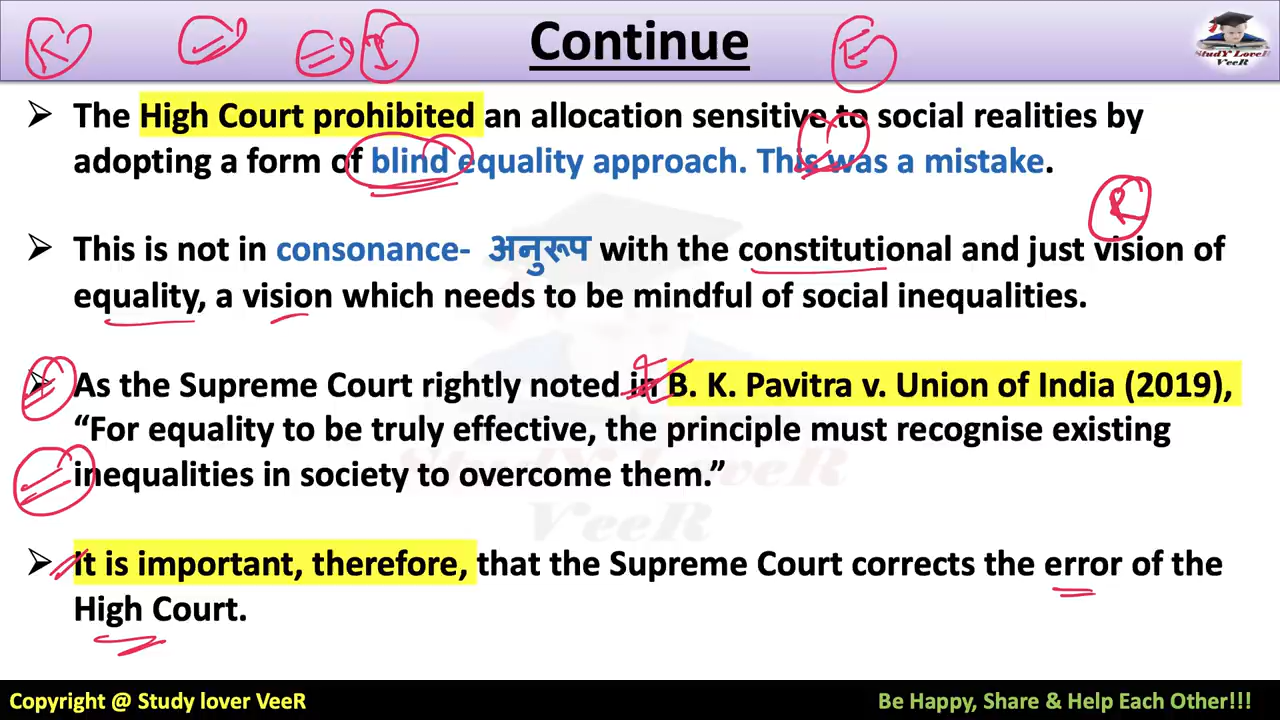 Continue
StudY LoveR
VeeR
➤ The High Court prohibited an allocation sensitive to social realities by
adopting a form of blind equality approach. This was a mistake.
➤ This is not in consonance- अनुरूप with the constitutional and just vision of
equality, a vision which needs to be mindful of social inequalities.
➤ As the Supreme Court rightly noted in B. K. Pavitra v. Union of India (2019),
“For equality to be truly effective, the principle must recognise existing
inequalities in society to overcome them.”
➤ It is important, therefore, that the Supreme Court corrects the error of the
High Court.
StudY LoveR
VeeR
Copyright @ Study lover VeeR
Be Happy, Share & Help Each Other!!!